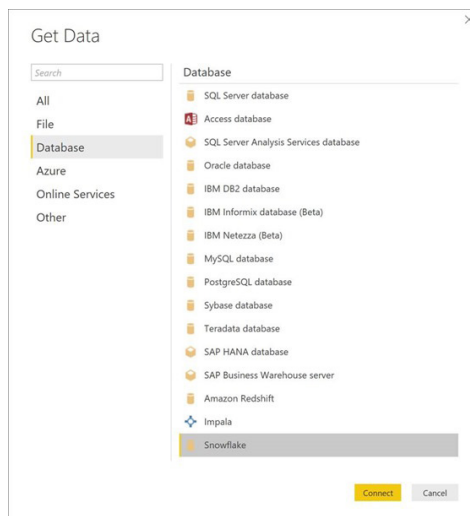 Get Data
Search
All
File
Database
Azure
Online Services
Other
Database
SQL Server database
Access database
SQL Server Analysis Services database
Oracle database
IBM DB2 database
IBM Informix database (Beta)
IBM Netezza (Beta)
MySQL database
PostgreSQL database
Sybase database
Teradata database
SAP HANA database
SAP Business Warehouse server
Amazon Redshift
Impala
Snowflake
Connect
Cancel